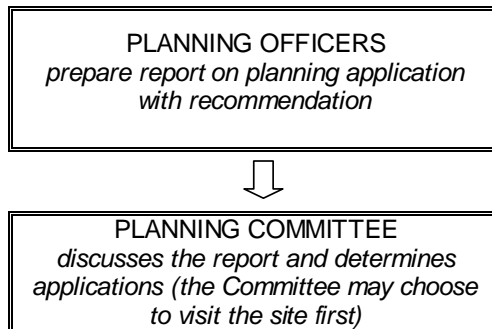 PLANNING OFFICERS
prepare report on planning application
with recommendation
PLANNING COMMITTEE
discusses the report and determines
applications (the Committee may choose
to visit the site first)